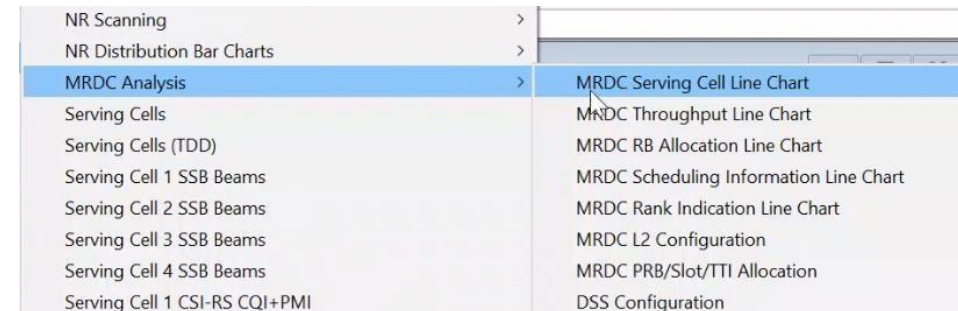 NR Scanning
NR Distribution Bar Charts
MRDC Analysis
Serving Cells
Serving Cells (TDD)
Serving Cell 1 SSB Beams
Serving Cell 2 SSB Beams
Serving Cell 3 SSB Beams
Serving Cell 4 SSB Beams
Serving Cell 1 CSI-RS CQI+PMI
MRDC Serving Cell Line Chart
MRDC Throughput Line Chart
MRDC RB Allocation Line Chart
MRDC Scheduling Information Line Chart
MRDC Rank Indication Line Chart
MRDC L2 Configuration
MRDC PRB/Slot/TTI Allocation
DSS Configuration